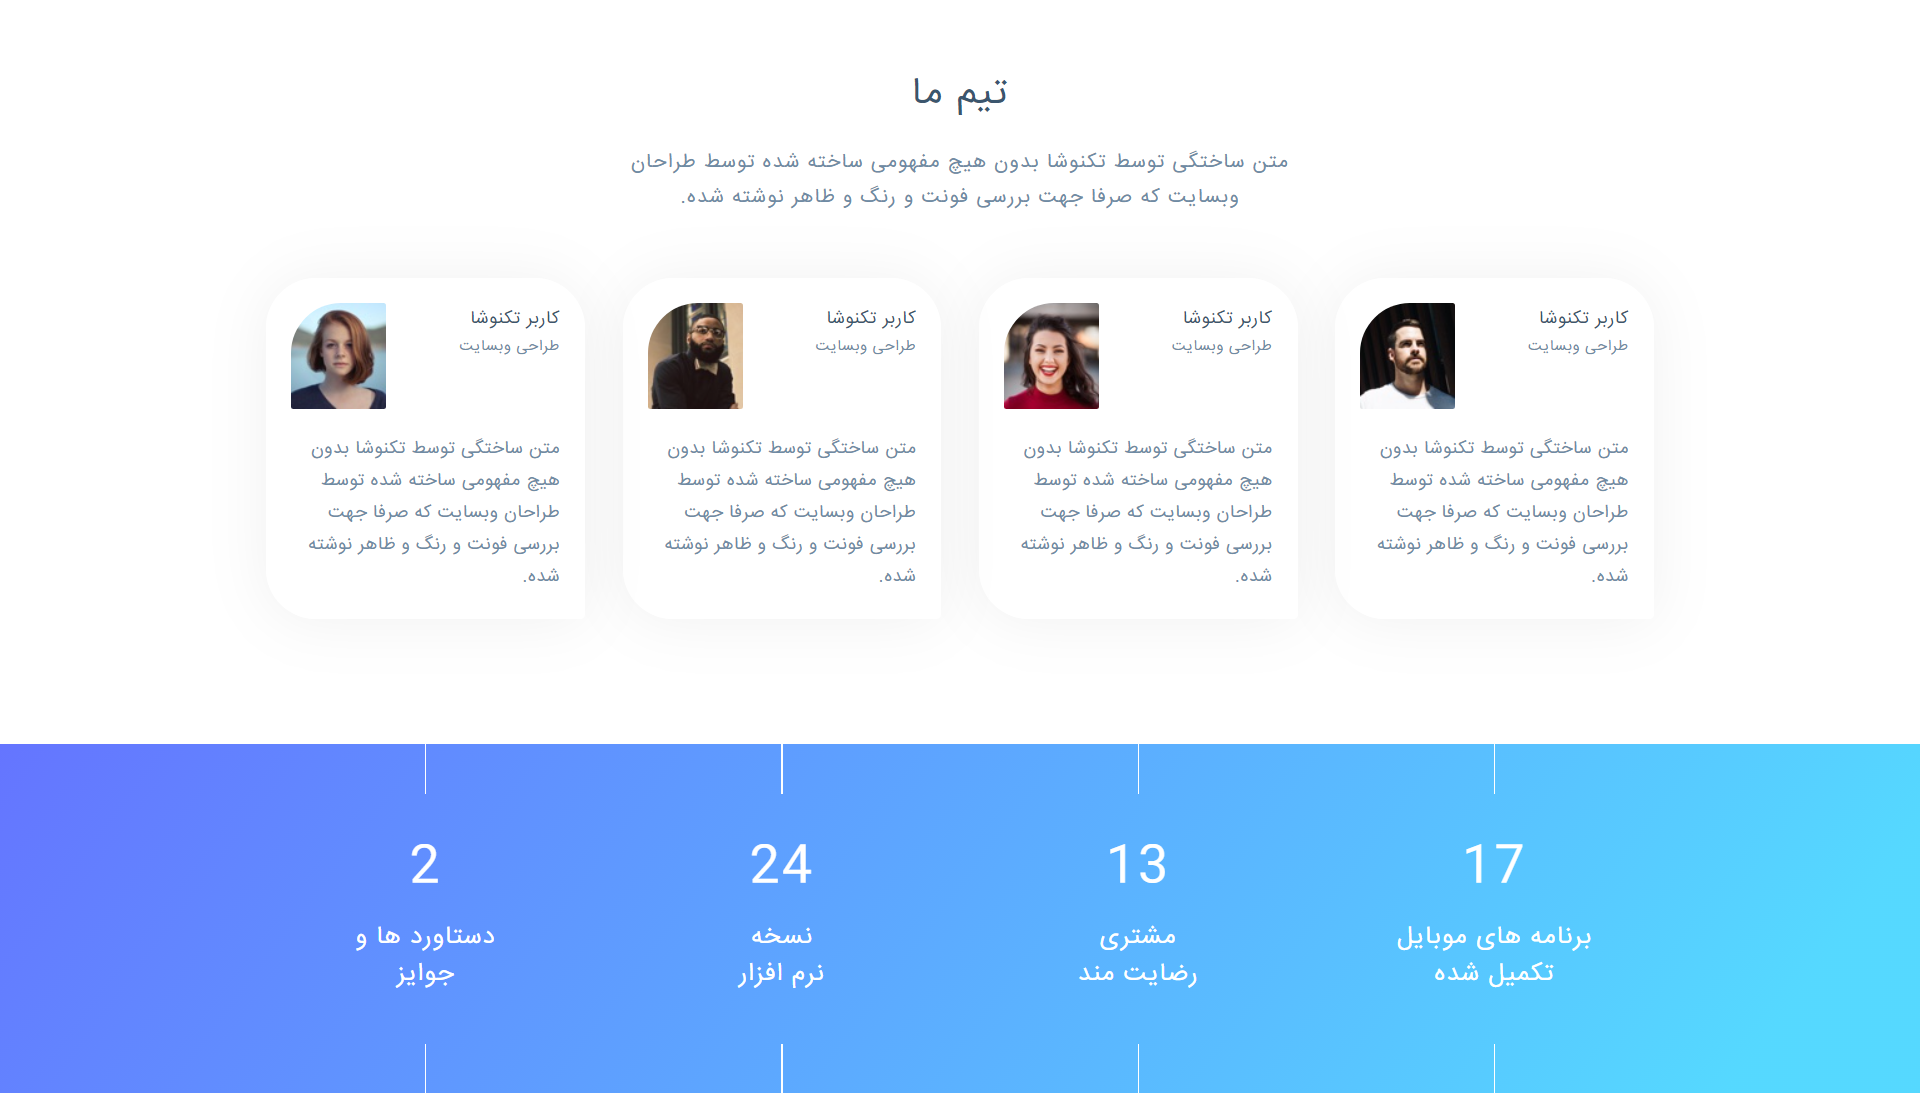 تیم ما
متن ساختگی توسط تکنوشا بدون هیچ مفهومی ساخته شده توسط طراحان
وبسایت که صرفا جهت بررسی فونت و رنگ و ظاهر نوشته شده.
کاربر تکنوشا
طراحی وبسایت
متن ساختگی توسط تکنوشا بدون
هیچ مفهومی ساخته شده توسط
طراحان وبسایت که صرفا جهت
بررسی فونت و رنگ و ظاهر نوشته
شده.
کاربر تکنوشا
طراحی وبسایت
متن ساختگی توسط تکنوشا بدون
هیچ مفهومی ساخته شده توسط
طراحان وبسایت که صرفا جهت
بررسی فونت و رنگ و ظاهر نوشته
شده.
کاربر تکنوشا
طراحی وبسایت
متن ساختگی توسط تکنوشا بدون
هیچ مفهومی ساخته شده توسط
طراحان وبسایت که صرفا جهت
بررسی فونت و رنگ و ظاهر نوشته
شده.
کاربر تکنوشا
طراحی وبسایت
متن ساختگی توسط تکنوشا بدون
هیچ مفهومی ساخته شده توسط
طراحان وبسایت که صرفا جهت
بررسی فونت و رنگ و ظاهر نوشته
شده.
17
برنامه های موبایل
تکمیل شده
13
مشتری
رضایت مند
24
نسخه
نرم افزار
2
دستاورد ها و
جوایز